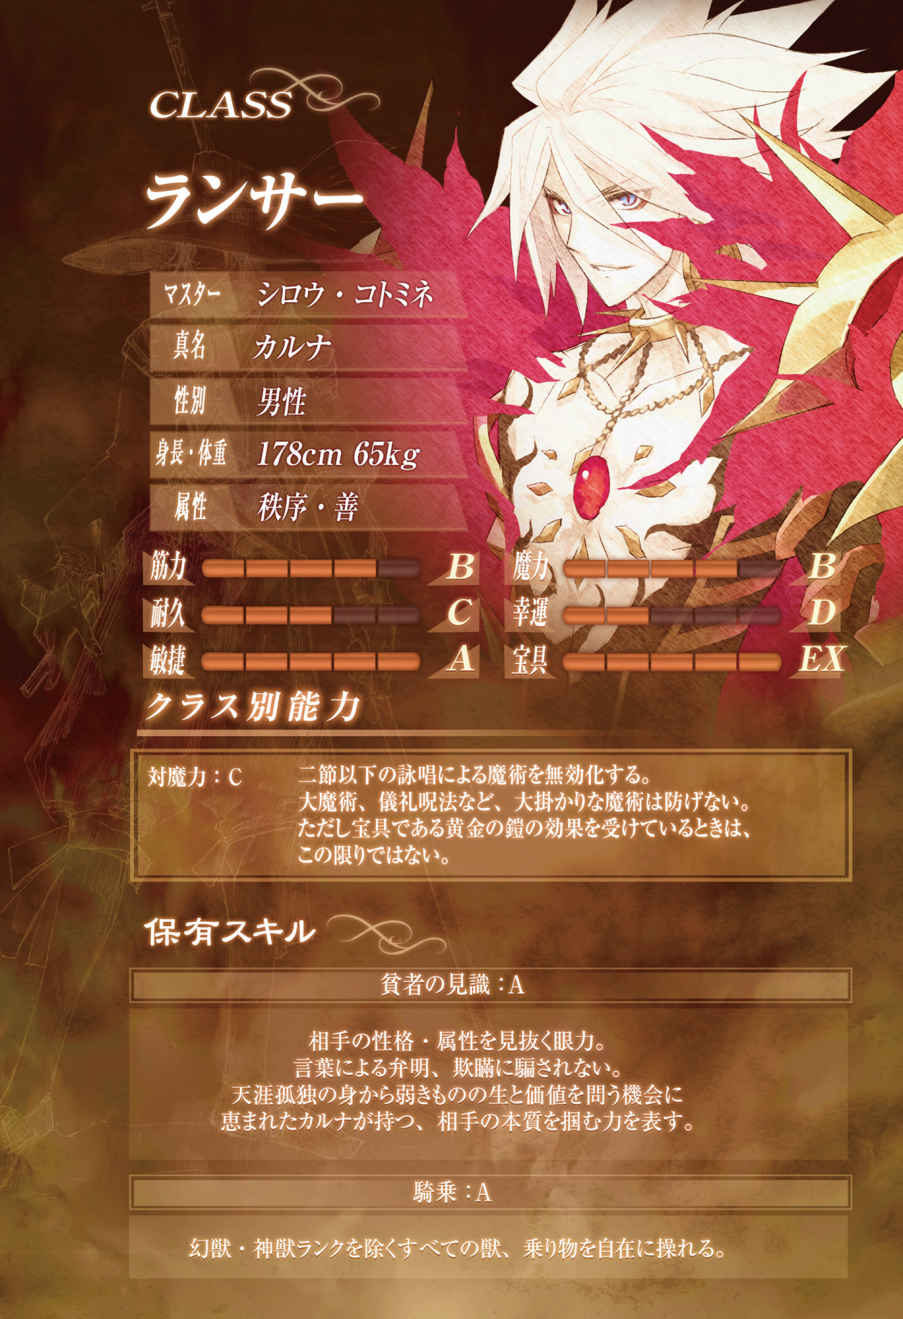 CLASS
ランサー
マスター シロウ・コトミネ
真名 カルナ
性別 男性
身長・体重 178cm 65kg
属性 秩序・善
筋力 B 魔力 B
耐久 C 幸運 D
敏捷 A 宝具 EX
クラス別能力
対魔力：C 二節以下の詠唱による魔術を無効化する。
大魔術、儀礼呪法など、大掛かりな魔術は防げない。
ただし宝具である黄金の鎧の効果を受けているときは、
この限りではない。
保有スキル
貧者の見識：A
相手の性格・属性を見抜く眼力。
言葉による弁明、欺瞞に騙されない。
天涯孤独の身から弱きものの生と価値を問う機会に
恵まれたカルナが持つ、相手の本質を掴む力を表す。
騎乗：A
幻獣・神獣ランクを除くすべての獣、乗り物を自在に操れる。